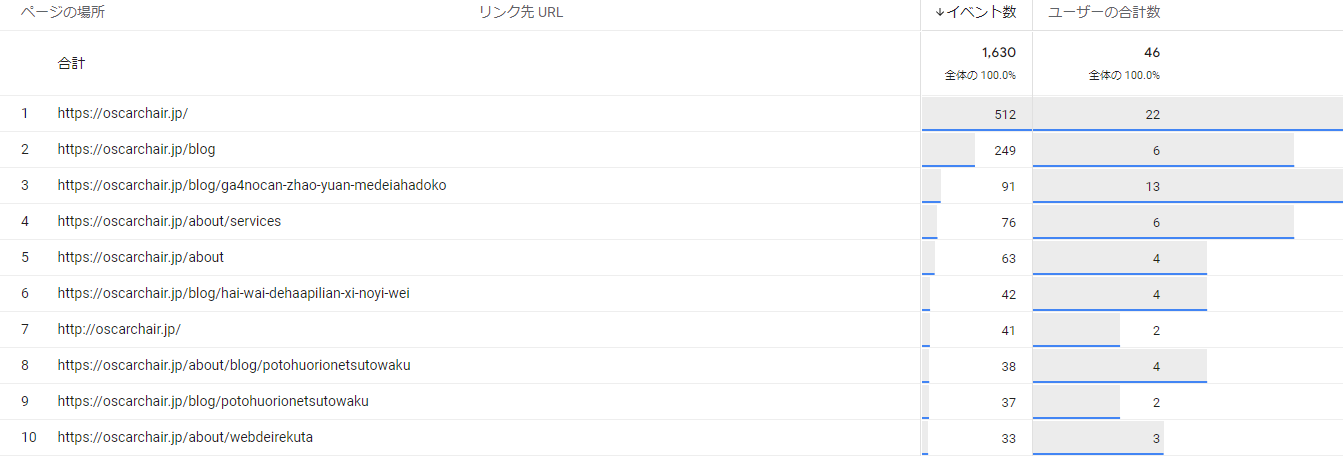 ページの場所 リンク先 URL ↓イベント数 ユーザーの合計数
合計 1,630 46
全体の 100.0% 全体の 100.0%
1 https://oscarchair.jp/ 512 22
2 https://oscarchair.jp/blog 249 6
3 https://oscarchair.jp/blog/ga4nocan-zhao-yuan-medeiahadoko 91 13
4 https://oscarchair.jp/about/services 76 6
5 https://oscarchair.jp/about 63 4
6 https://oscarchair.jp/blog/hai-wai-dehaapilian-xi-noyi-wei 42 4
7 http://oscarchair.jp/ 41 2
8 https://oscarchair.jp/about/blog/potohuorionetsutowaku 38 4
9 https://oscarchair.jp/blog/potohuorionetsutowaku 37 2
10 https://oscarchair.jp/about/webdeirekuta 33 3